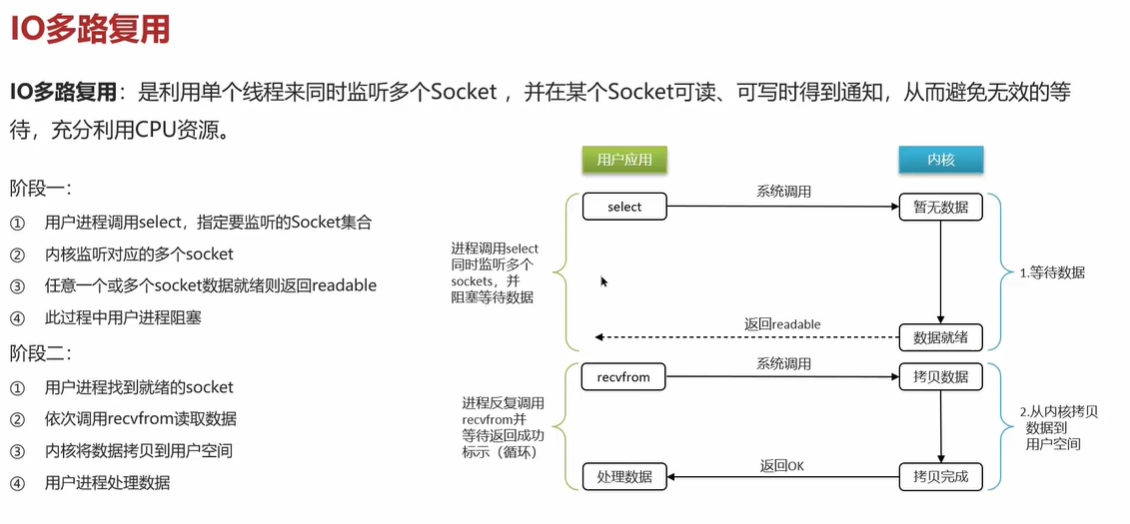 IO多路复用
IO多路复用：是利用单个线程来同时监听多个Socket ，并在某个Socket可读、可写时得到通知，从而避免无效的等
待，充分利用CPU资源。
阶段一：
① 用户进程调用select，指定要监听的Socket集合
② 内核监听对应的多个socket
③ 任意一个或多个socket数据就绪则返回readable
④ 此过程中用户进程阻塞
阶段二：
① 用户进程找到就绪的socket
② 依次调用recvfrom读取数据
③ 内核将数据拷贝到用户空间
④ 用户进程处理数据
用户应用
内核
select
系统调用
暂无数据
进程调用select
同时监听多个
sockets，并
阻塞等待数据
1.等待数据
返回readable
数据就绪
recvfrom
系统调用
拷贝数据
进程反复调用
recvfrom并
等待返回成功
标示（循环）
2.从内核拷贝
数据到
用户空间
处理数据
返回OK
拷贝完成